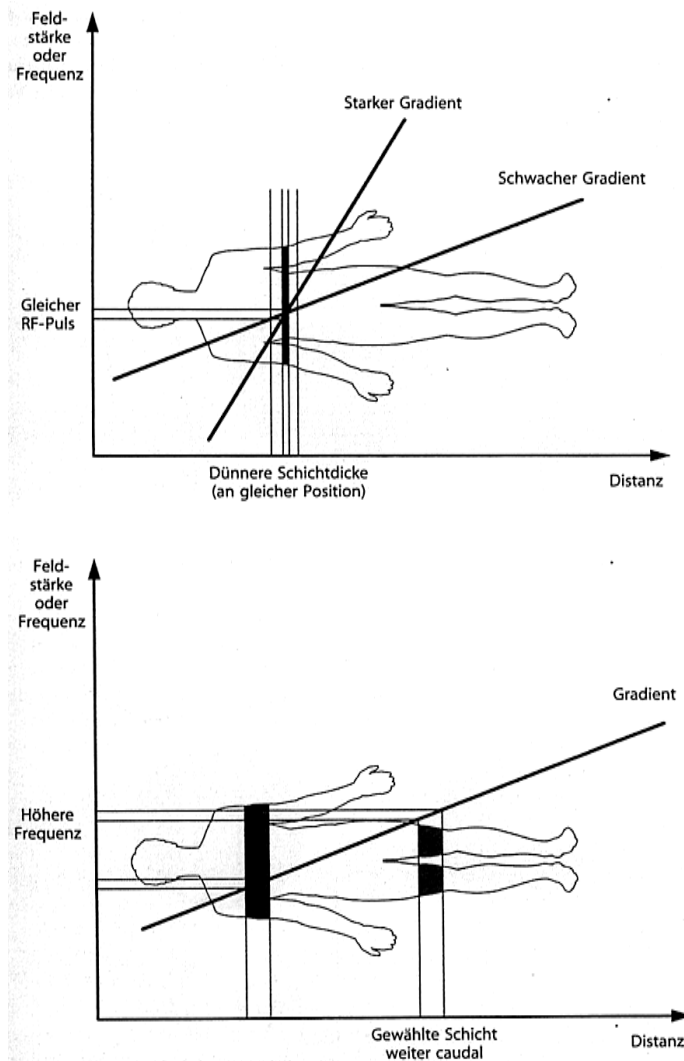 Feld-
stärke
oder
Frequenz
Starker Gradient
Schwacher Gradient
Gleicher
RF-Puls
Dünnere Schichtdicke
(an gleicher Position)
Distanz
Feld-
stärke
oder
Frequenz
Gradient
Höhere
Frequenz
Gewählte Schicht
weiter caudal
Distanz